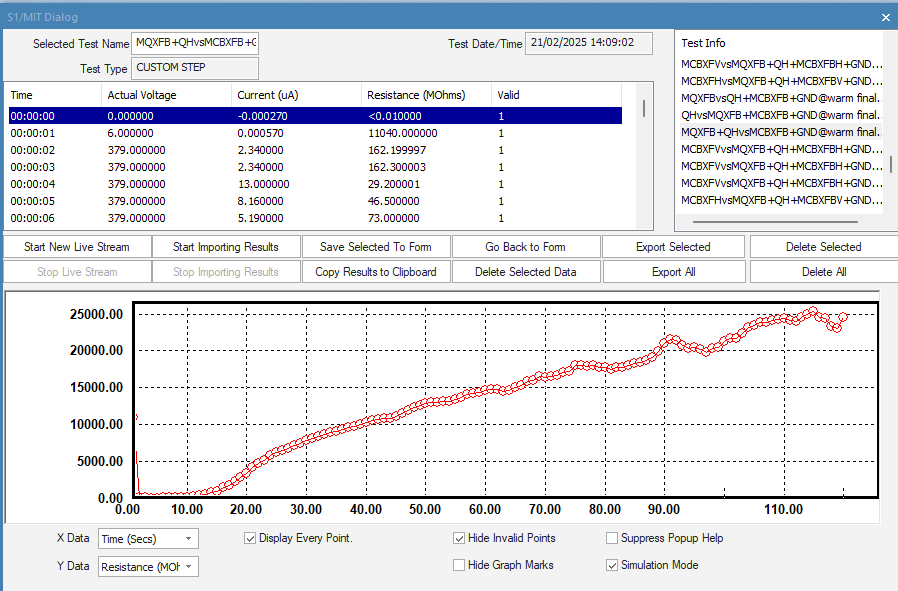 S1/MIT Dialog
Selected Test Name MQXFB+QHvsMCBXFB+G Test Date/Time 21/02/2025 14:09:02
Test Type CUSTOM STEP
Time Actual Voltage Current (uA) Resistance (MOhms) Valid
00:00:00 0.000000 -0.000270 <0.010000 1
00:00:01 6.000000 0.000570 11040.000000 1
00:00:02 379.000000 2.340000 162.199997 1
00:00:03 379.000000 2.340000 162.300003 1
00:00:04 379.000000 13.000000 29.200001 1
00:00:05 379.000000 8.160000 46.500000 1
00:00:06 379.000000 5.190000 73.000000 1
Test Info
MCBXFVvsMQXFB+QH+MCBXFBH+GND...
MCBXFHvsMQXFB+QH+MCBXFBV+GND...
MQXFBvsQH+MCBXFB+GND@warm final.
QHvsMQXFB+MCBXFB+GND@warm final.
MQXFB+QHvsMCBXFB+GND@warm final.
MCBXFVvsMQXFB+QH+MCBXFBH+GND...
MCBXFVvsMQXFB+QH+MCBXFBH+GND...
MCBXFVvsMQXFB+QH+MCBXFBH+GND...
MCBXFHvsMQXFB+QH+MCBXFBV+GND...
Start New Live Stream Start Importing Results Save Selected To Form Go Back to Form Export Selected Delete Selected
Stop Live Stream Stop Importing Results Copy Results to Clipboard Delete Selected Data Export All Delete All
25000.00
20000.00
15000.00
10000.00
5000.00
0.00
0.00 10.00 20.00 30.00 40.00 50.00 60.00 70.00 80.00 90.00 110.00
X Data Time (Secs) Display Every Point. Hide Invalid Points Suppress Popup Help
Y Data Resistance (MOh Hide Graph Marks Simulation Mode